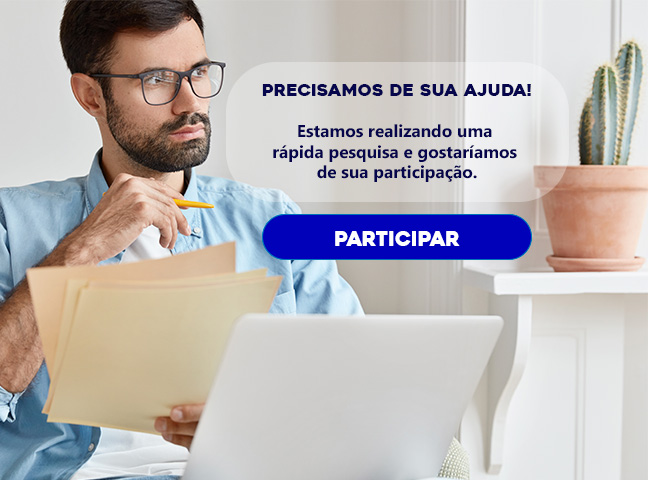 PRECISAMOS DE SUA AJUDA!
Estamos realizando uma
rápida pesquisa e gostaríamos
de sua participação.
PARTICIPAR